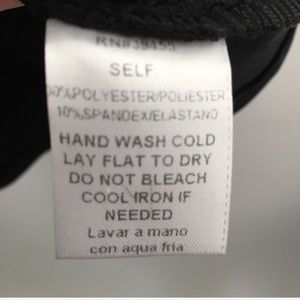 SELF:
90%POLYESTER/POLIESTER
10%,SPANDEX/ELASTANO
HAND WASH COLD
LAY FLAT TO DRY
DO NOT BLEACH
COOL IRON IF
NEEDED
Lavar a mano
con agua fria